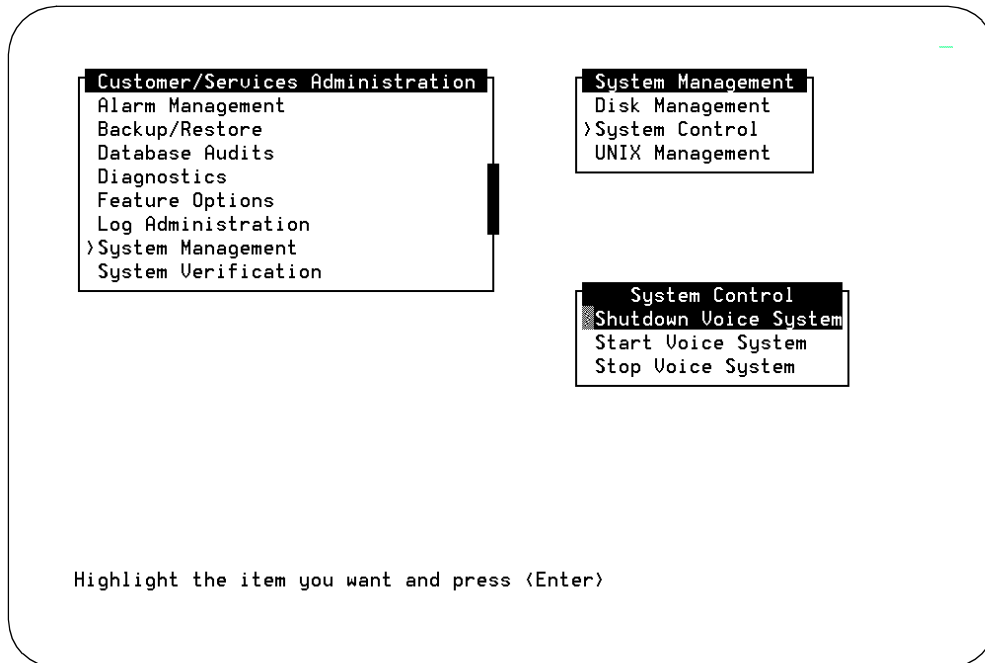 Customer/Services Administration
Alarm Management
Backup/Restore
Database Audits
Diagnostics
Feature Options
Log Administration
>System Management
System Verification
System Management
Disk Management
>System Control
UNIX Management
System Control
Shutdown Voice System
Start Voice System
Stop Voice System
Highlight the item you want and press <Enter>